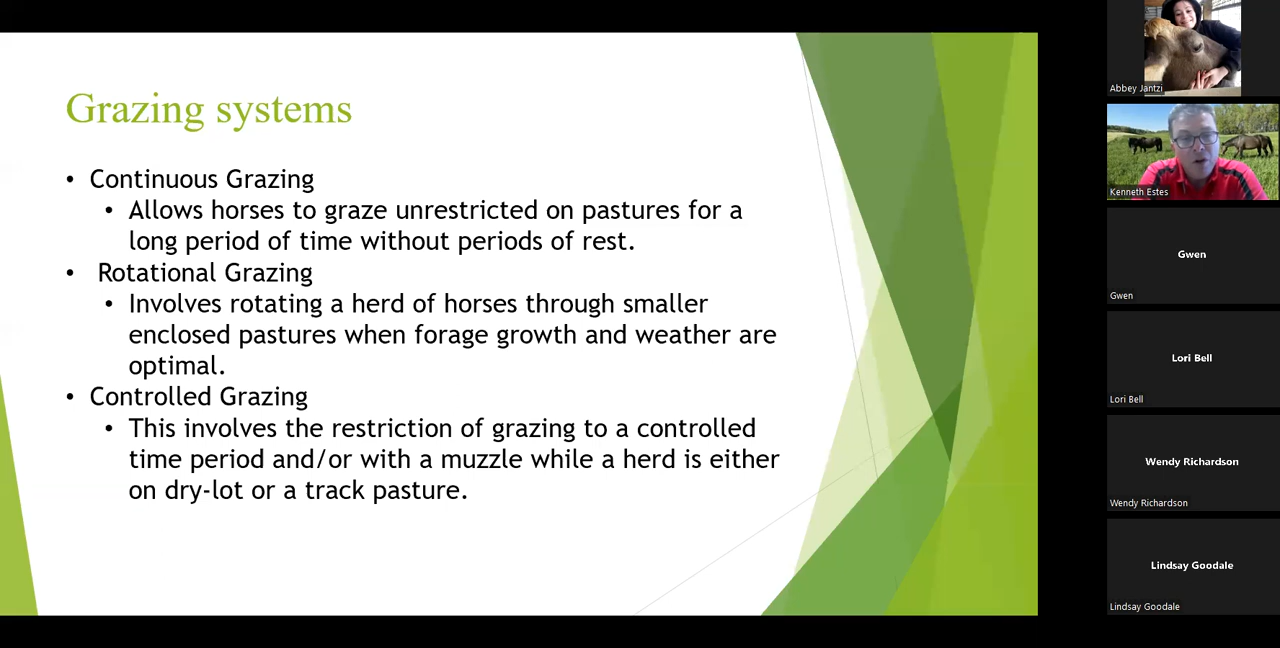 Grazing systems
• Continuous Grazing
• Allows horses to graze unrestricted on pastures for a
long period of time without periods of rest.
• Rotational Grazing
• Involves rotating a herd of horses through smaller
enclosed pastures when forage growth and weather are
optimal.
• Controlled Grazing
• This involves the restriction of grazing to a controlled
time period and/or with a muzzle while a herd is either
on dry-lot or a track pasture.
Abbey Jantzi
Kenneth Estes
Gwen
Gwen
Lori Bell
Lori Bell
Wendy Richardson
Wendy Richardson
Lindsay Goodale
Lindsay Goodale